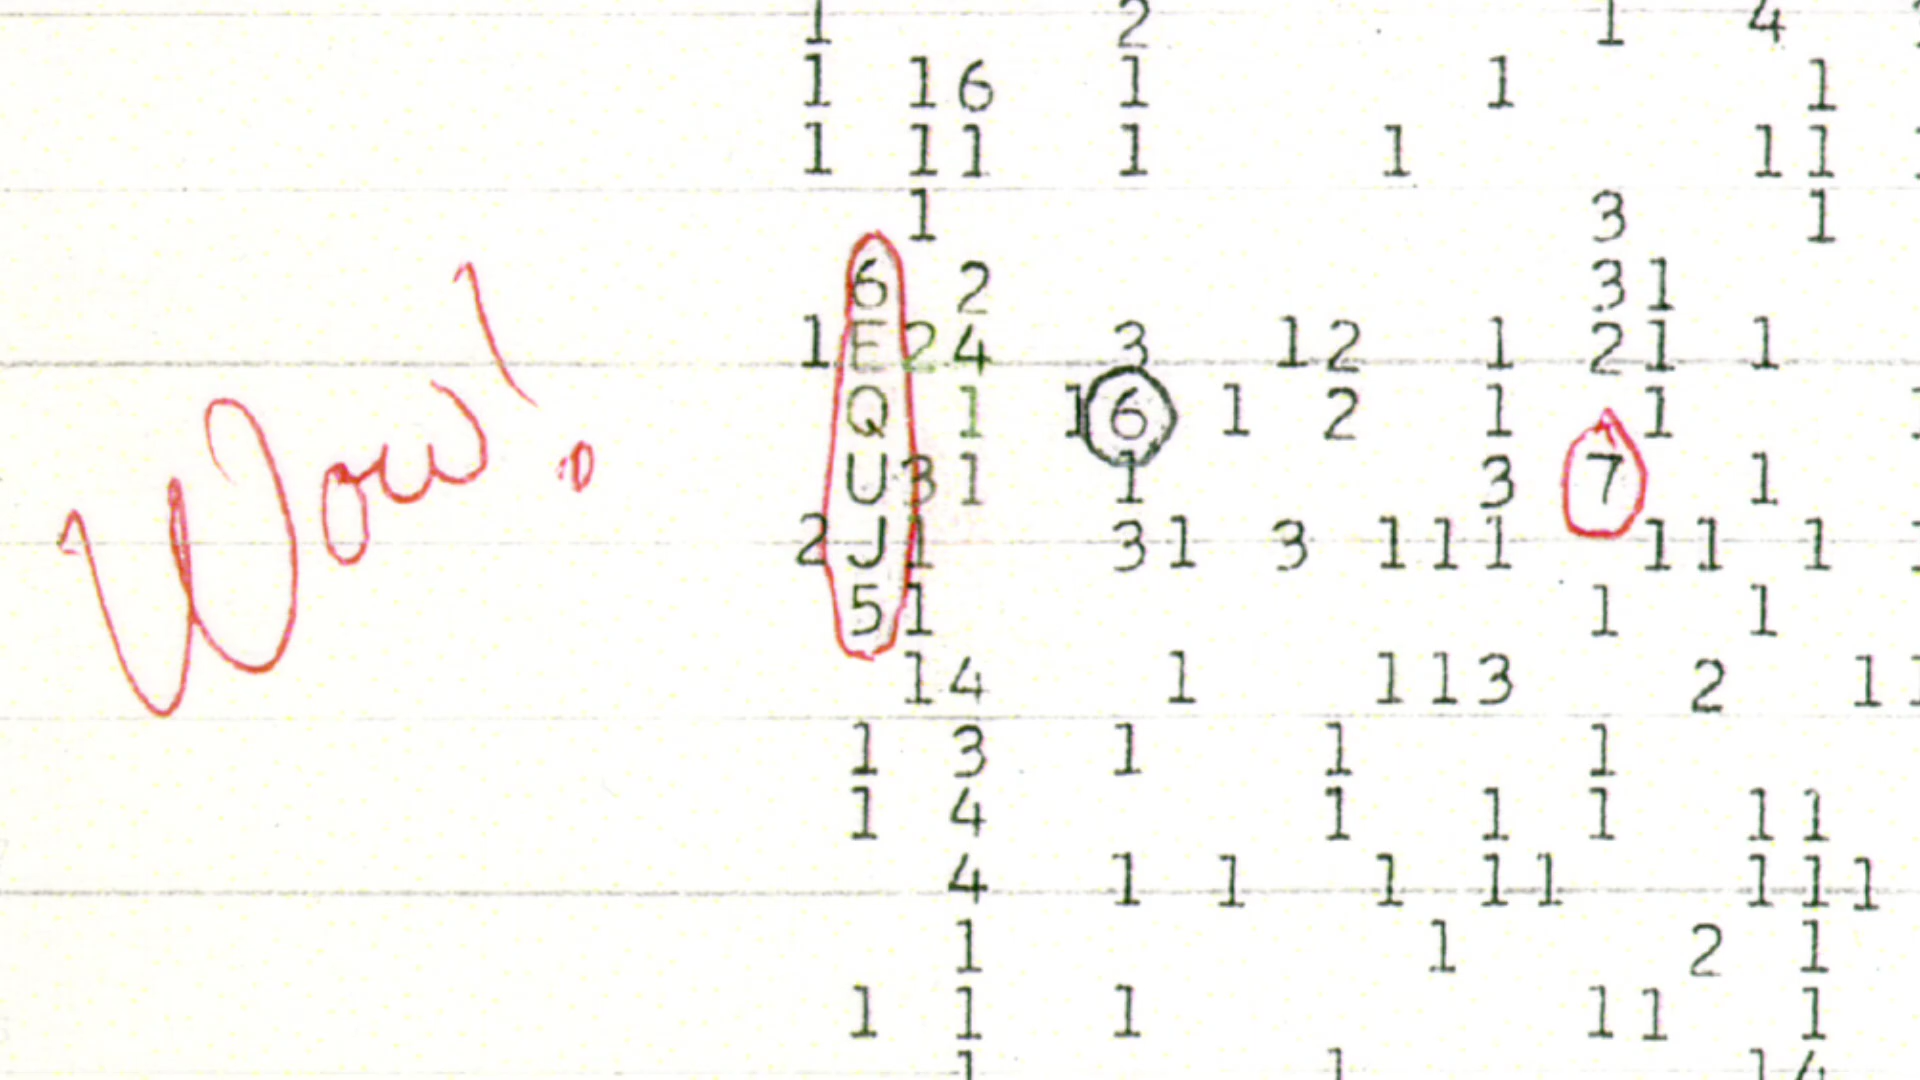 1 2 1 4
1 16 1 1 1
1 11 1 1 11
1 3 1
6 2 31
1E24 3 12 1 21 1
Q 1 16 1 2 1 1
U31 1 3 7 1
2J1 31 3 111 11 1
51 1 1
14 1 113 2 1
1 3 1 1 1
1 4 1 1 1 11
4 1 1 1 11 111
1 1 2 1
1 1 1 11 1
1 1 14
Wow!